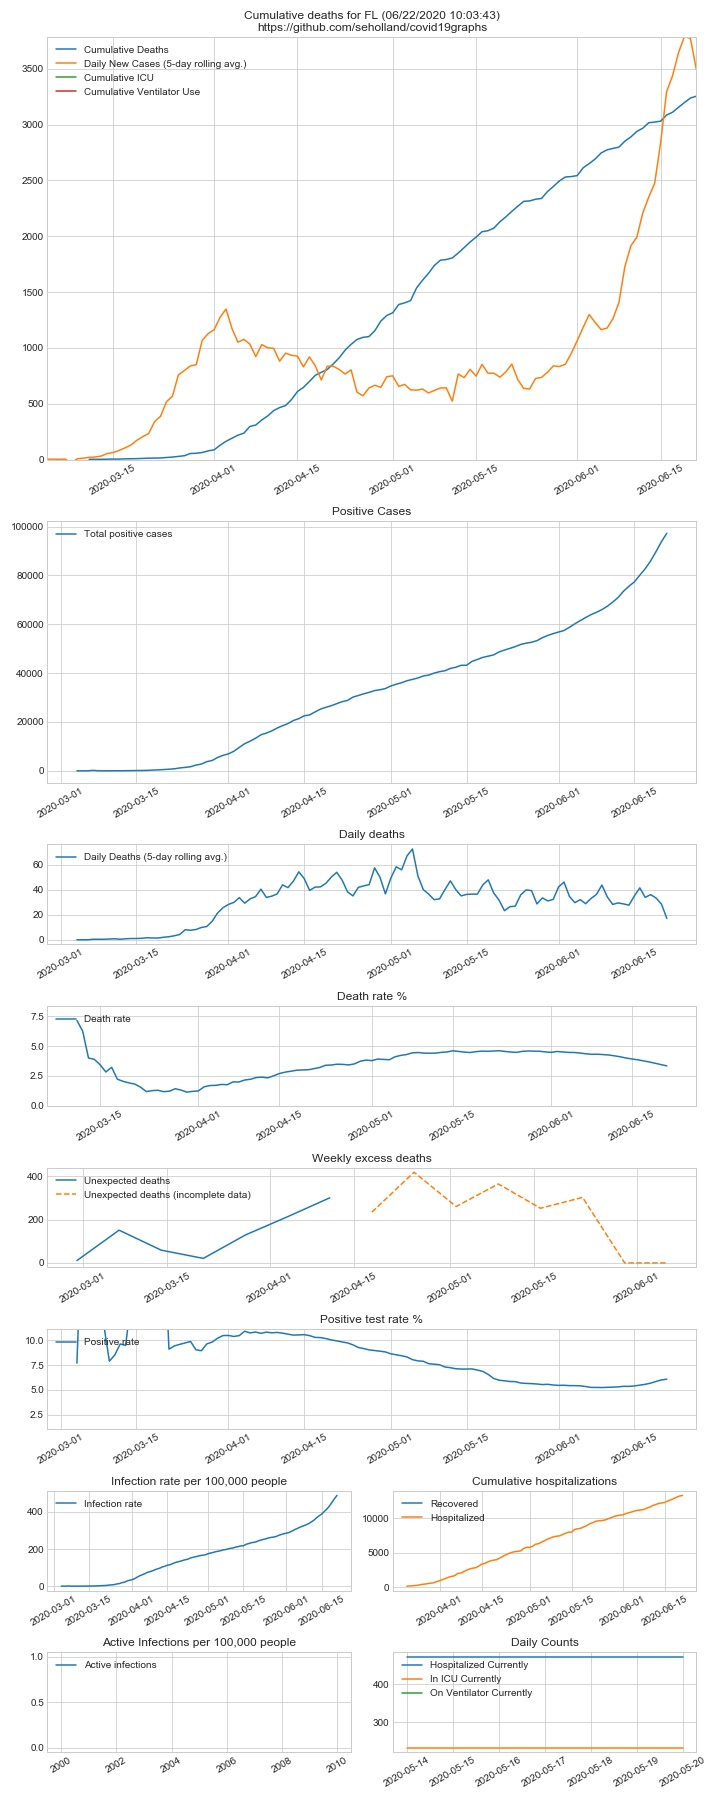 Cumulative deaths for FL (06/22/2020 10:03:43)
https://github.com/seholland/covid19graphs
Cumulative Deaths
Daily New Cases (5-day rolling avg.)
Cumulative ICU
Cumulative Ventilator Use
3500
3000
2500
2000
1500
1000
500
0
2020-03-15 2020-04-01 2020-04-15 2020-05-01 2020-05-15 2020-06-01 2020-06-15
Positive Cases
Total positive cases
100000
80000
60000
40000
20000
0
2020-03-01 2020-03-15 2020-04-01 2020-04-15 2020-05-01 2020-05-15 2020-06-01 2020-06-15
Daily deaths
Daily Deaths (5-day rolling avg.)
60
40
20
0
2020-03-01 2020-03-15 2020-04-01 2020-04-15 2020-05-01 2020-05-15 2020-06-01 2020-06-15
Death rate %
Death rate
7.5
5.0
2.5
0.0
2020-03-15 2020-04-01 2020-04-15 2020-05-01 2020-05-15 2020-06-01 2020-06-15
Weekly excess deaths
Unexpected deaths
Unexpected deaths (incomplete data)
400
200
0
2020-03-01 2020-03-15 2020-04-01 2020-04-15 2020-05-01 2020-05-15 2020-06-01
Positive test rate %
Positive rate
10.0
7.5
5.0
2.5
2020-03-01 2020-03-15 2020-04-01 2020-04-15 2020-05-01 2020-05-15 2020-06-01 2020-06-15
Infection rate per 100,000 people
Infection rate
400
200
0
2020-03-01 2020-03-15 2020-04-01 2020-04-15 2020-05-01 2020-05-15 2020-06-01 2020-06-15
Cumulative hospitalizations
Recovered
Hospitalized
10000
5000
0
2020-04-01 2020-04-15 2020-05-01 2020-05-15 2020-06-01 2020-06-15
Active Infections per 100,000 people
Active infections
1.0
0.5
0.0
2000 2002 2004 2006 2008 2010
Daily Counts
Hospitalized Currently
In ICU Currently
On Ventilator Currently
400
300
2020-05-14 2020-05-15 2020-05-16 2020-05-17 2020-05-18 2020-05-19 2020-05-20